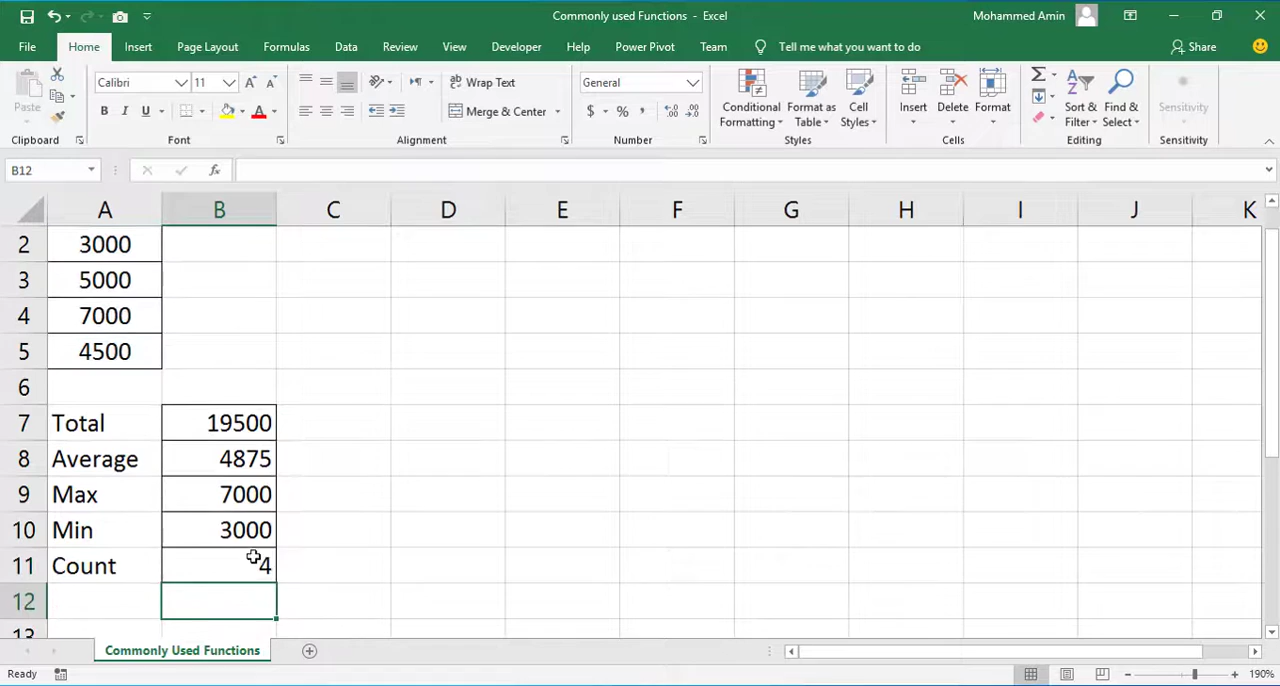 Commonly used Functions - Excel
Mohammed Amin
File Home Insert Page Layout Formulas Data Review View Developer Help Power Pivot Team Tell me what you want to do Share
Paste
Calibri 11
B I U A
Wrap Text
Merge & Center
General
$ % ,
Conditional Formatting
Format as Table
Cell Styles
Insert
Delete
Format
Sort & Filter
Find & Select
Sensitivity
Clipboard Font Alignment Number Styles Cells Editing Sensitivity
B12 fx
A B C D E F G H I J K
2 3000
3 5000
4 7000
5 4500
6
7 Total 19500
8 Average 4875
9 Max 7000
10 Min 3000
11 Count 4
12
13
Commonly Used Functions
Ready 190%